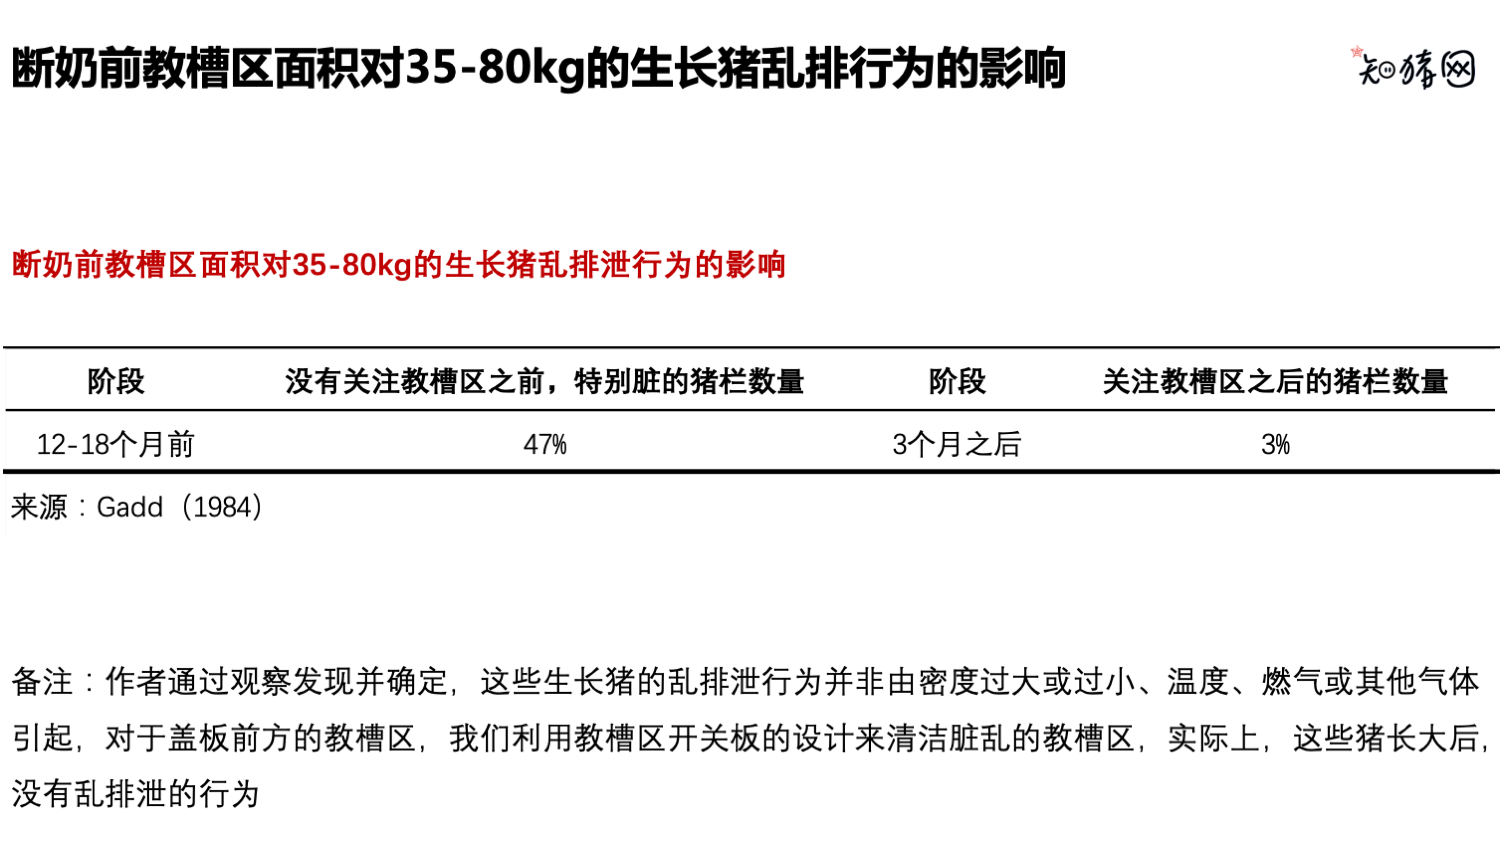 断奶前教槽区面积对35-80kg的生长猪乱排行为的影响
知猪网
断奶前教槽区面积对35-80kg的生长猪乱排泄行为的影响
阶段 没有关注教槽区之前，特别脏的猪栏数量 阶段 关注教槽区之后的猪栏数量
12-18个月前 47% 3个月之后 3%
来源：Gadd（1984）
备注：作者通过观察发现并确定，这些生长猪的乱排泄行为并非由密度过大或过小、温度、燃气或其他气体
引起，对于盖板前方的教槽区，我们利用教槽区开关板的设计来清洁脏乱的教槽区，实际上，这些猪长大后，
没有乱排泄的行为